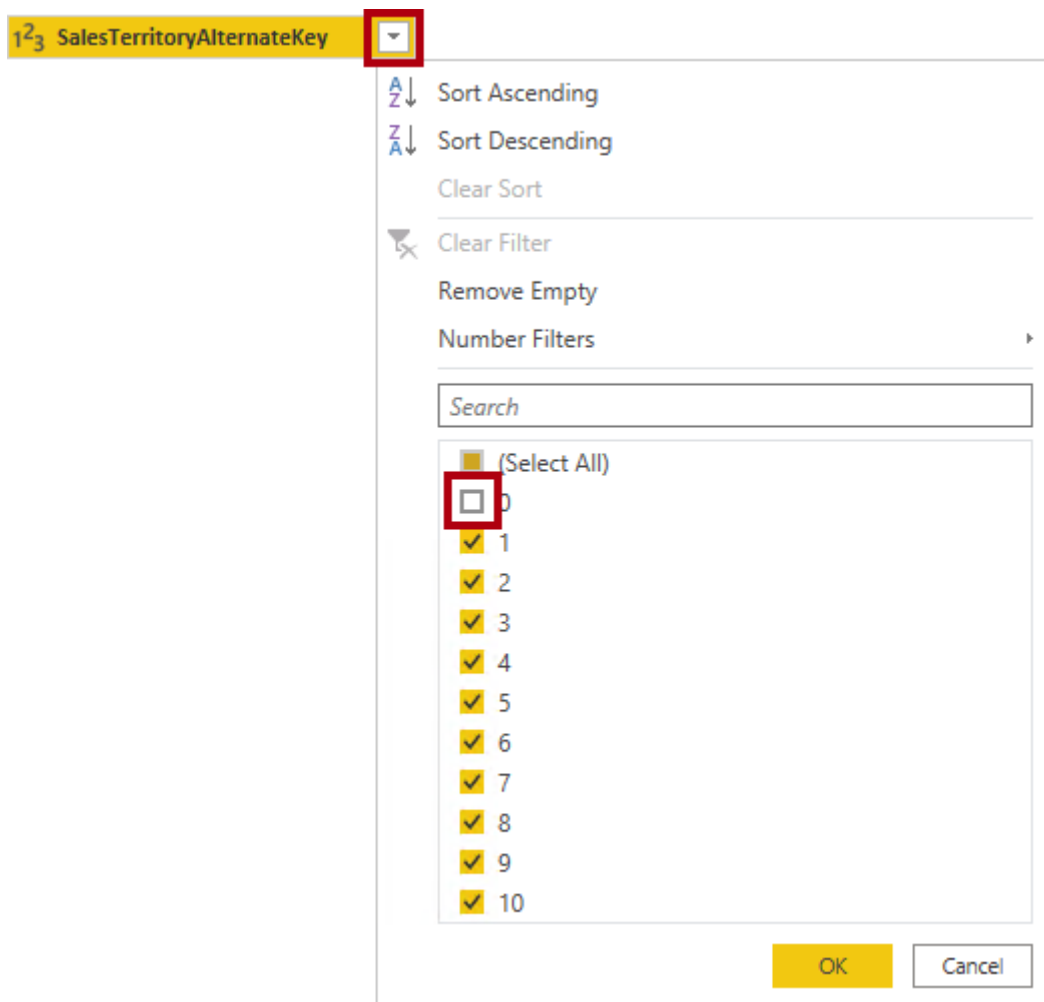 123 SalesTerritoryAlternateKey
Sort Ascending
Sort Descending
Clear Sort
Clear Filter
Remove Empty
Number Filters
Search
(Select All)
0
1
2
3
4
5
6
7
8
9
10
OK Cancel